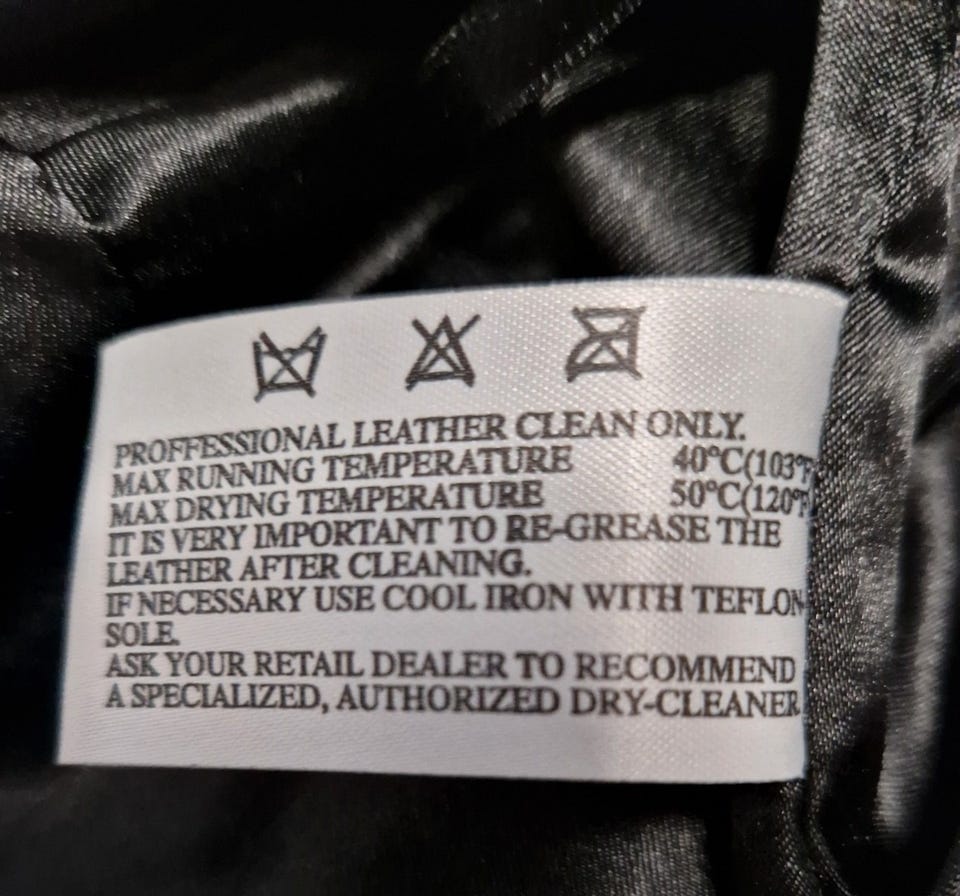 PROFFESSIONAL LEATHER CLEAN ONLY.
MAX RUNNING TEMPERATURE 40°C(103°F
MAX DRYING TEMPERATURE 50°C(120°F
IT IS VERY IMPORTANT TO RE-GREASE THE
LEATHER AFTER CLEANING.
IF NECESSARY USE COOL IRON WITH TEFLON-
SOLE.
ASK YOUR RETAIL DEALER TO RECOMMEND
A SPECIALIZED, AUTHORIZED DRY-CLEANER